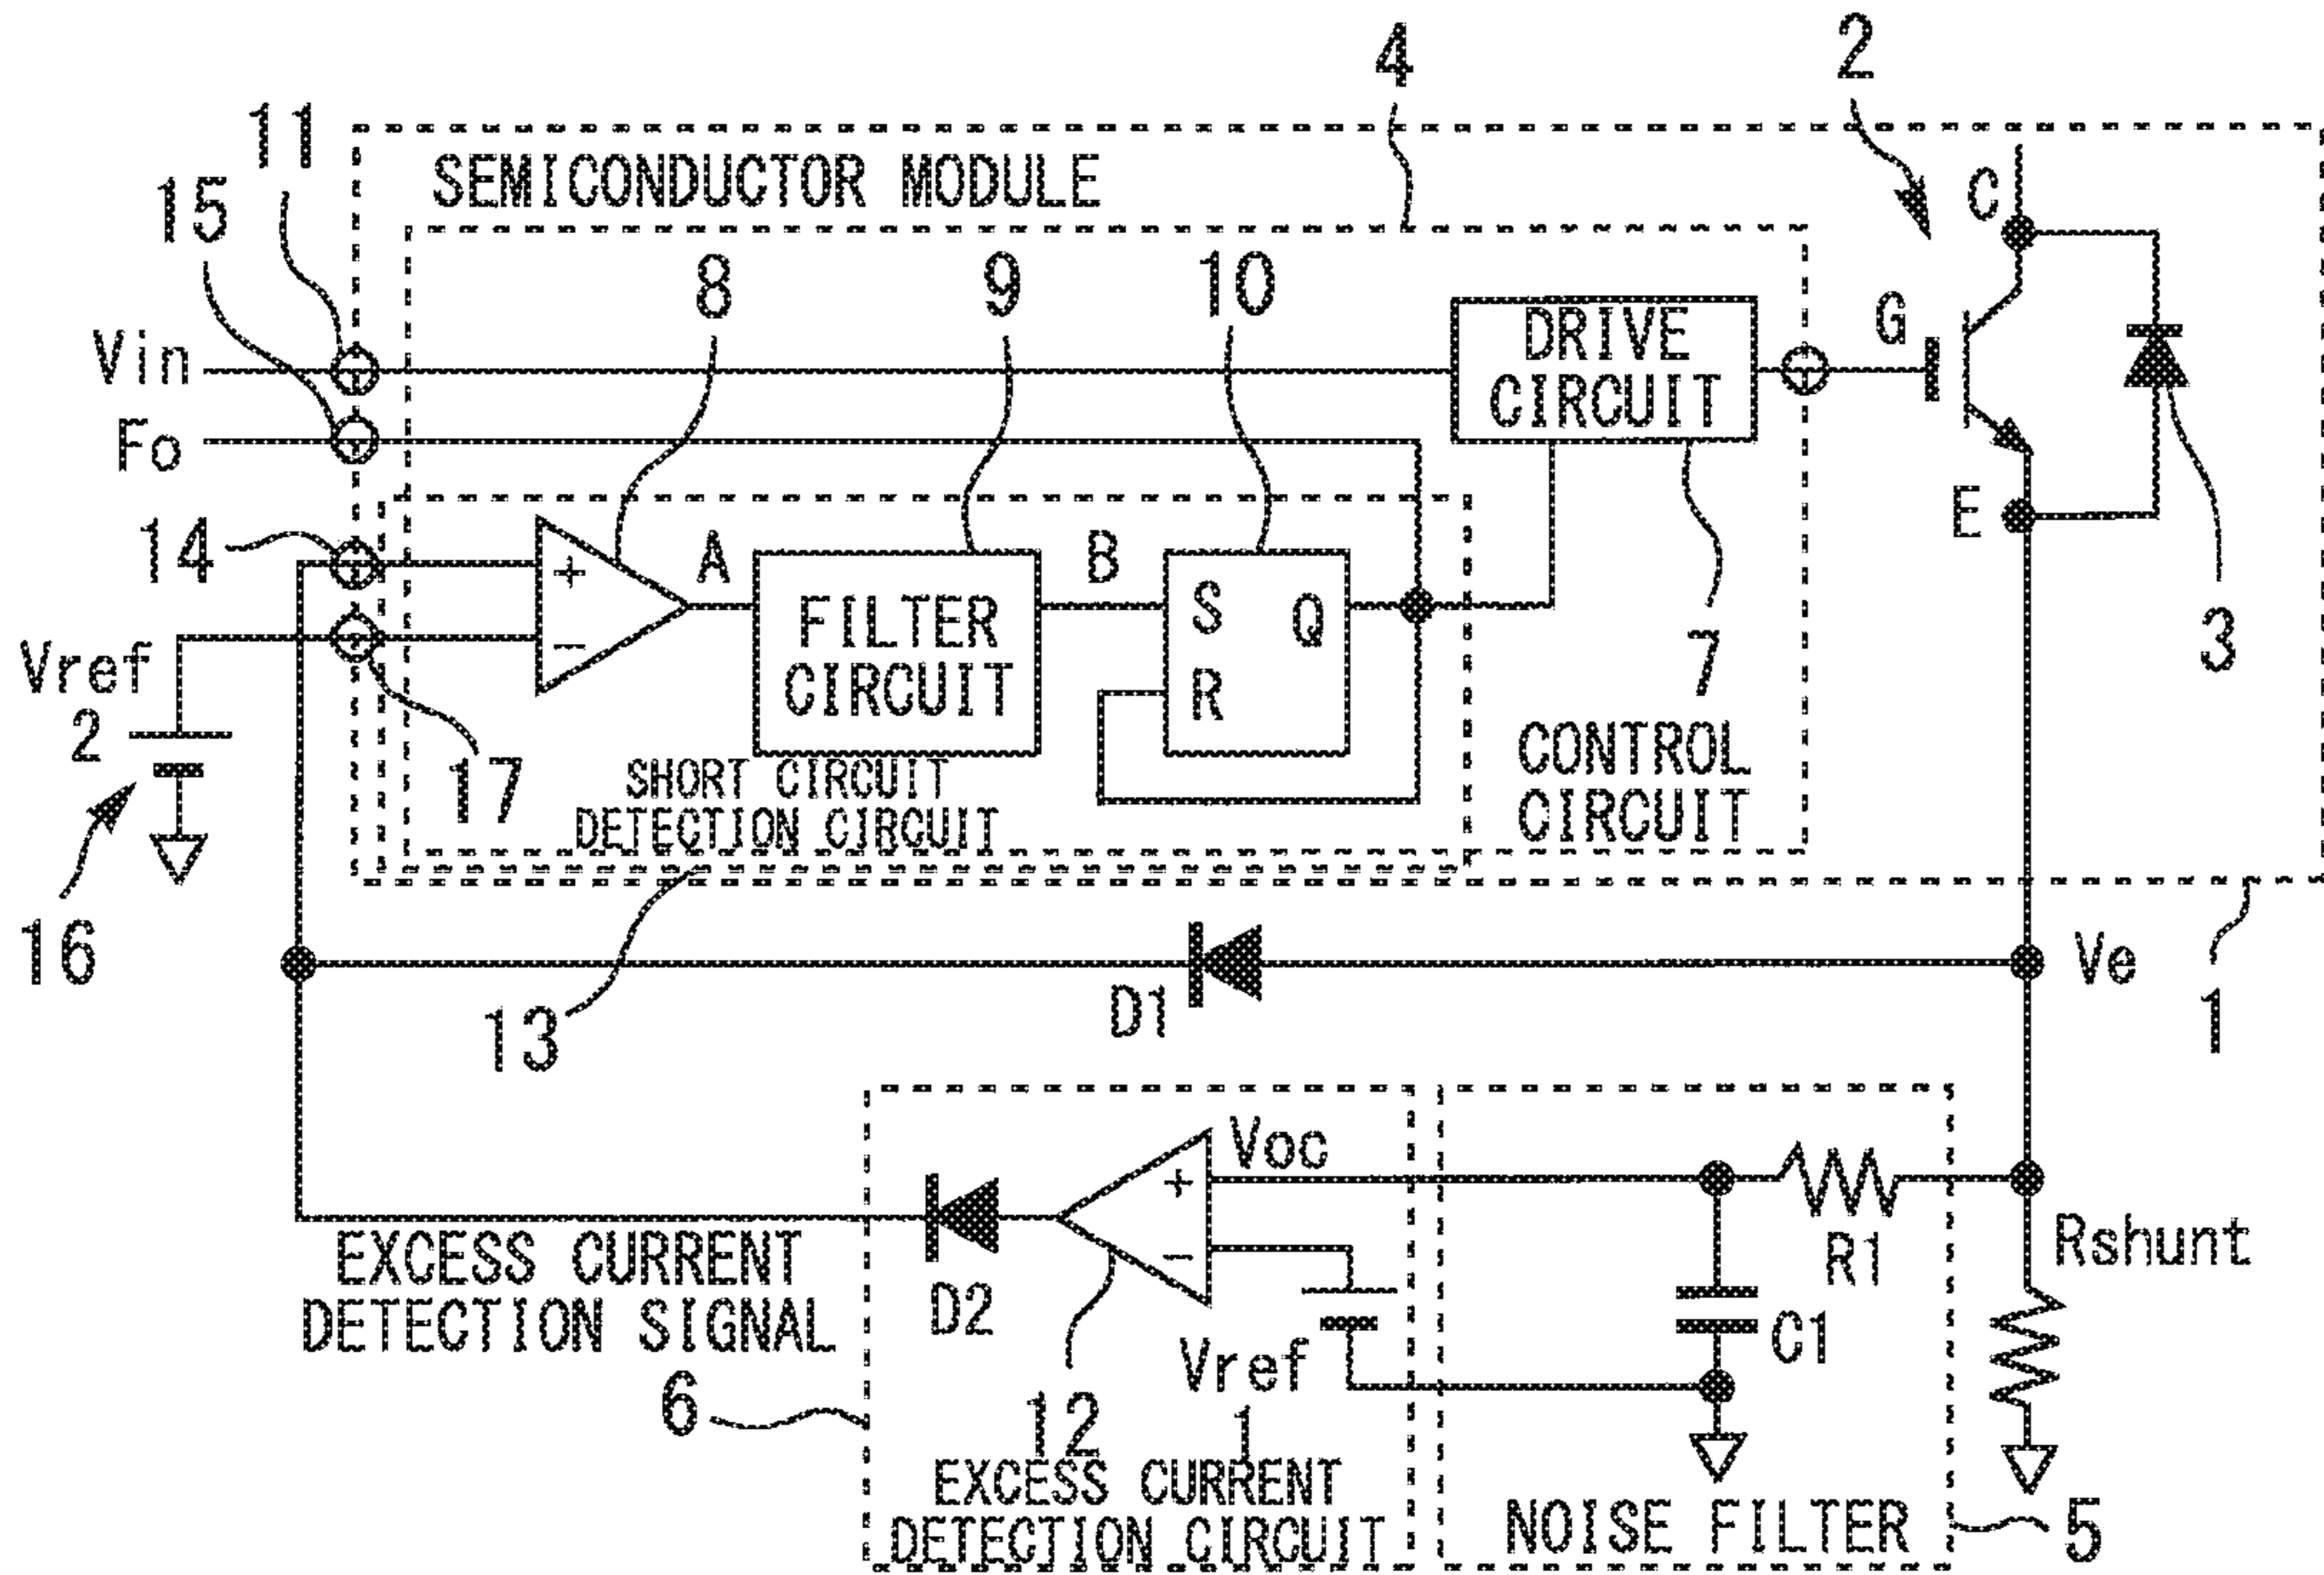 4
2
11
SEMICONDUCTOR MODULE
15
C
8
9
10
DRIVE
CIRCUIT
G
Vin
Fo
14
+
−
A
FILTER
CIRCUIT
B
S
R
Q
E
7
3
Vref
2
17
SHORT CIRCUIT
DETECTION CIRCUIT
CONTROL
CIRCUIT
16
13
D1
Ve
1
Voc
+
−
R1
Rshunt
EXCESS CURRENT
DETECTION SIGNAL
D2
C1
6
12
Vref
1
EXCESS CURRENT
DETECTION CIRCUIT
NOISE FILTER
5